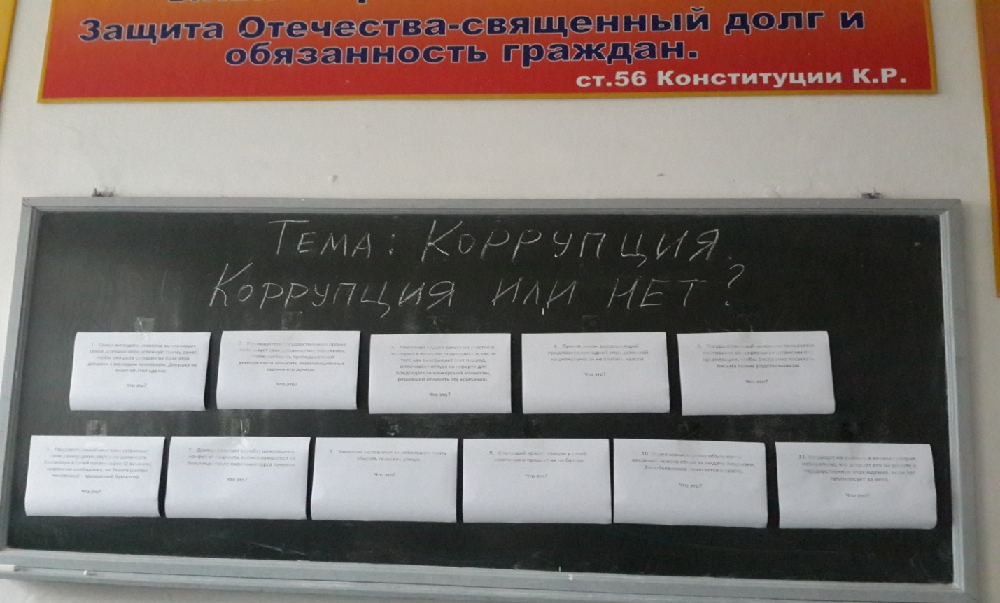 Защита Отечества-священный долг и
обязанность граждан.
ст.56 Конституции К.Р.
ТЕМА: КОРРУПЦИЯ.
КОРРУПЦИЯ ИЛИ НЕТ?
1. Семья молодого человека выплачивает
семье девушки определенную сумму денег,
чтобы она дала согласие на брак этой
девушки с молодым человеком. Девушка не
знает об этой сделке.
Что это?
2. Руководитель государственного органа
использует свое должностное положение,
чтобы заставить преподавателей
университета завысить экзаменационные
оценки его дочери.
Что это?
3. Компания подает заявку на участие в
конкурсе в качестве подрядчика и, после
того как выигрывает этот подряд,
оплачивает отпуск на курорте для
председателя конкурсной комиссии,
решившей отличить эту компанию.
Что это?
4. Принят закон, разрешающий
представителям одной определенной
национальности не платить налоги.
Что это?
5. Государственный чиновник пользуется
почтовыми конвертами со штампом его
организации, чтобы бесплатно посылать
письма своим родственникам.
Что это?
6. Государственный чиновник устраивает
свою двоюродную сестру на должность
бухгалтера в своей организации. О вакансии
широко не сообщалось, но Рената (сестра
чиновника) – прекрасный бухгалтер.
Что это?
7. Доктор получает коробку шоколадных
конфет от пациента, выписывающегося из
больницы после окончания курса лечения.
Что это?
8. Учеников заставляют за небольшую плату
убирать сельские улицы.
Что это?
9. Служащий крадет товары у своей
компании и продает их на базаре.
Что это?
10. Отдел министерства объявляет о
введении нового сбора за выдачу лицензии.
Это объявление печатается в газете.
Что это?
11. Кандидат на выборах в кенеш говорит
избирателю, что устроит его на работу в
государственное учреждение, если тот
проголосует за него.
Что это?